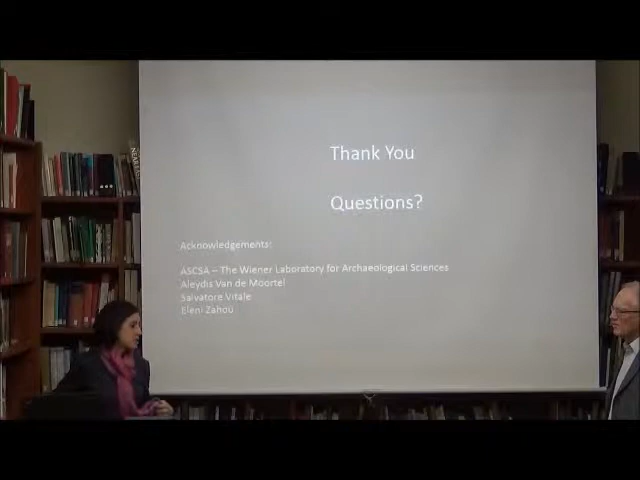 Thank You
Questions?
Acknowledgements:
ASCSA – The Wiener Laboratory for Archaeological Sciences
Aleydis Van de Moortel
Salvatore Vitale
Eleni Zahou